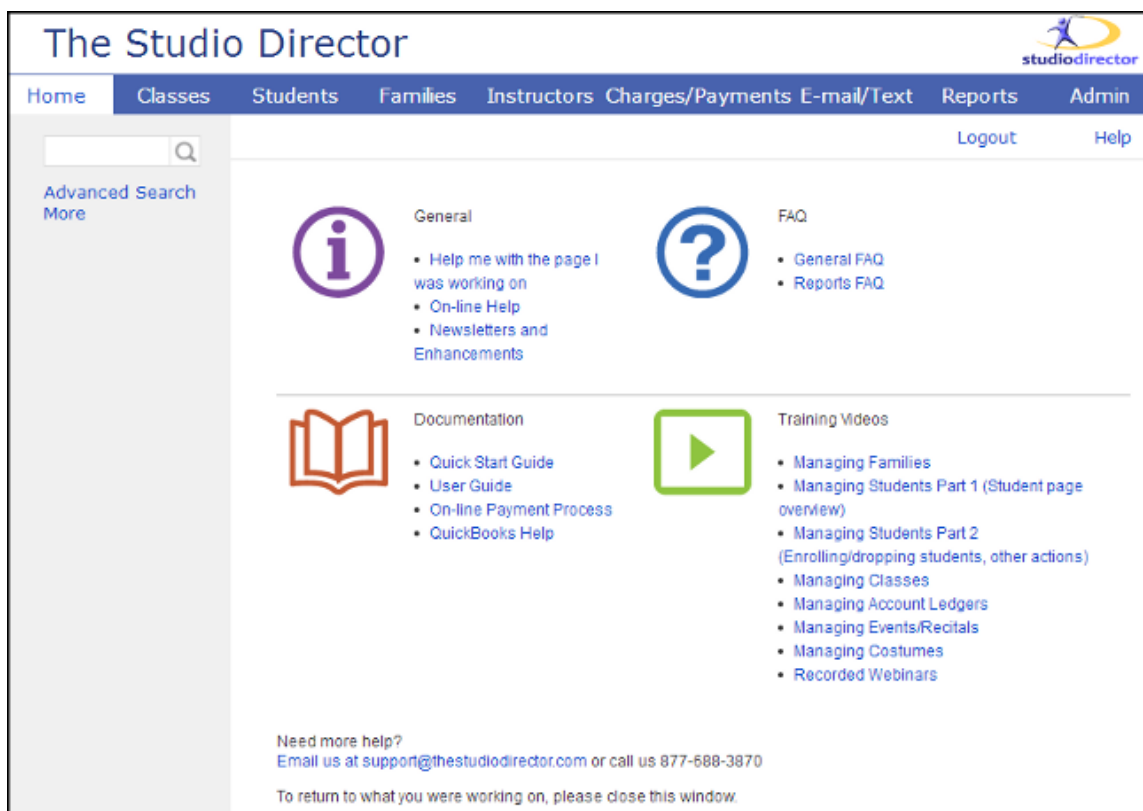 The Studio Director
studiodirector
Home Classes Students Families Instructors Charges/Payments E-mail/Text Reports Admin
Logout Help
Advanced Search
More
General
• Help me with the page I
was working on
• On-line Help
• Newsletters and
Enhancements
FAQ
• General FAQ
• Reports FAQ
Documentation
• Quick Start Guide
• User Guide
• On-line Payment Process
• QuickBooks Help
Training Videos
• Managing Families
• Managing Students Part 1 (Student page
overview)
• Managing Students Part 2
(Enrolling/dropping students, other actions)
• Managing Classes
• Managing Account Ledgers
• Managing Events/Recitals
• Managing Costumes
• Recorded Webinars
Need more help?
Email us at support@thestudiodirector.com or call us 877-688-3870
To return to what you were working on, please close this window.